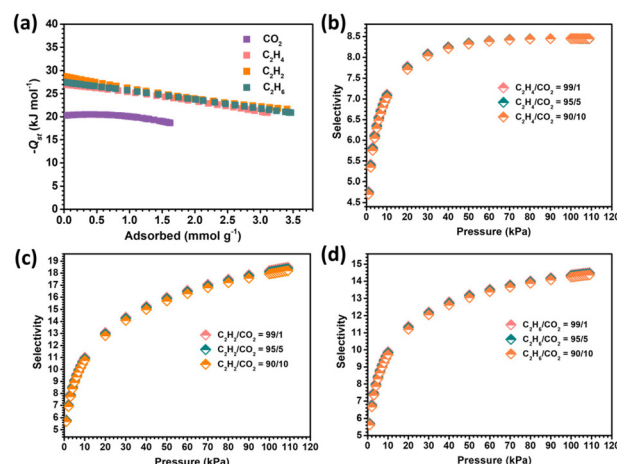 (a)
40
35
30
25
20
15
10
5
0
-Qst (kJ mol⁻¹)
CO₂
C₂H₄
C₂H₂
C₂H₆
0.0 0.5 1.0 1.5 2.0 2.5 3.0 3.5
Adsorbed (mmol g⁻¹)
(b)
8.5
8.0
7.5
7.0
6.5
6.0
5.5
5.0
4.5
Selectivity
C₂H₄/CO₂ = 99/1
C₂H₄/CO₂ = 95/5
C₂H₄/CO₂ = 90/10
0 10 20 30 40 50 60 70 80 90 100 110 120
Pressure (kPa)
(c)
19
18
17
16
15
14
13
12
11
10
9
8
7
6
5
Selectivity
C₂H₂/CO₂ = 99/1
C₂H₂/CO₂ = 95/5
C₂H₂/CO₂ = 90/10
0 10 20 30 40 50 60 70 80 90 100 110 120
Pressure (kPa)
(d)
15
14
13
12
11
10
9
8
7
6
5
Selectivity
C₂H₆/CO₂ = 99/1
C₂H₆/CO₂ = 95/5
C₂H₆/CO₂ = 90/10
0 10 20 30 40 50 60 70 80 90 100 110 120
Pressure (kPa)